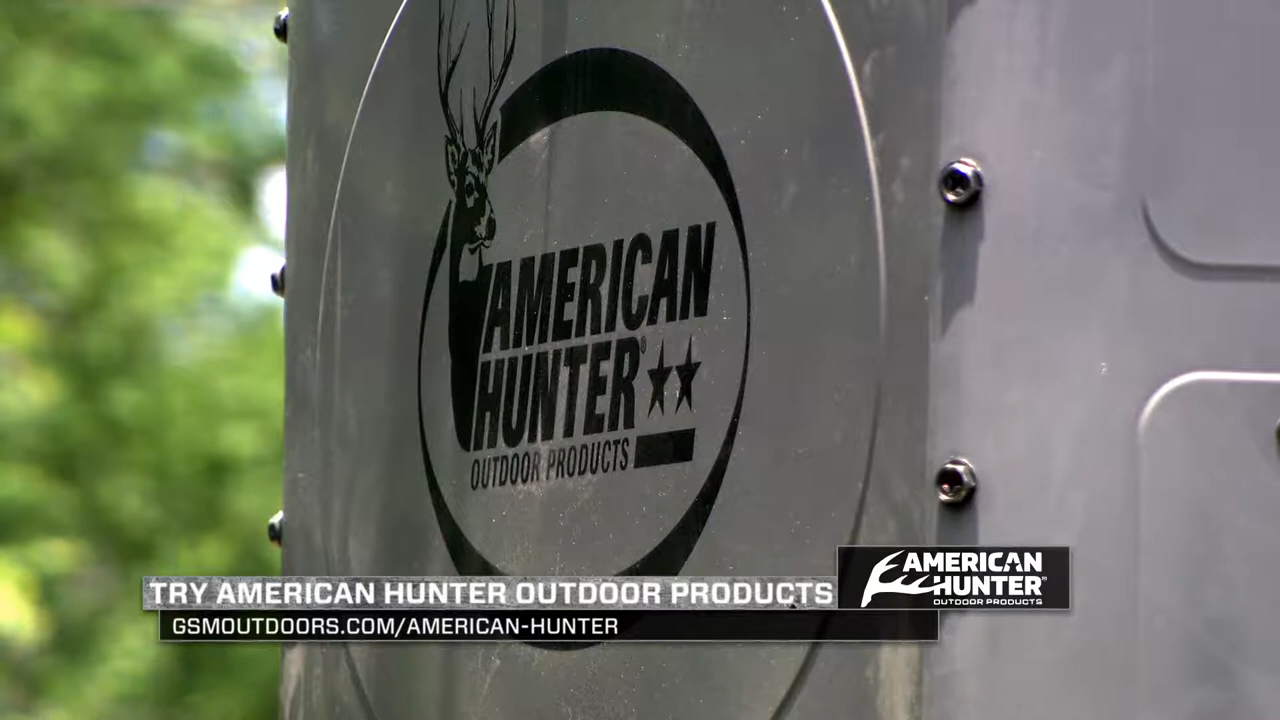 AMERICAN
HUNTER®
OUTDOOR PRODUCTS
TRY AMERICAN HUNTER OUTDOOR PRODUCTS
AMERICAN
HUNTER®
OUTDOOR PRODUCTS
GSMOUTDOORS.COM/AMERICAN-HUNTER